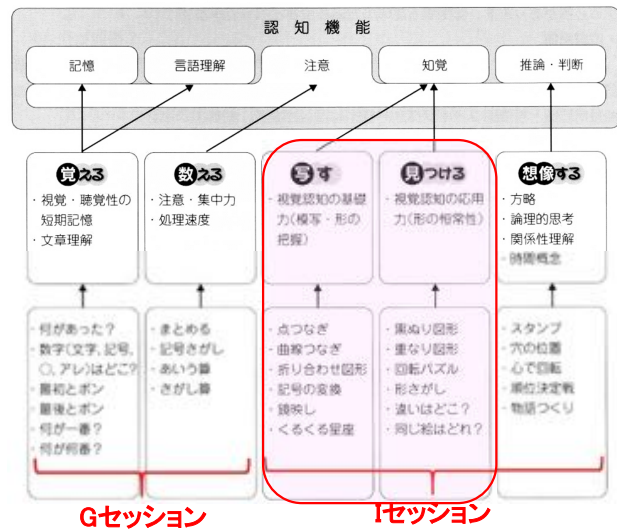 認知機能
記憶
言語理解
注意
知覚
推論・判断
覚える
・視覚・聴覚性の
短期記憶
・文章理解
数える
・注意・集中力
・処理速度
写す
・視覚認知の基礎
力(模写・形の
把握)
見つける
・視覚認知の応用
力(形の恒常性)
想像する
・方略
・論理的思考
・関係性理解
・時間概念
・何があった?
・数字(文字、記号、
〇、アレ)はどこ?
・最初とポン
・最後とポン
・何が一番?
・何が何番?
・まとめる
・記号さがし
・あいう算
・さがし算
・点つなぎ
・曲線つなぎ
・折り合わせ図形
・記号の変換
・鏡映し
・くるくる星座
・黒ぬり図形
・重なり図形
・回転パズル
・形さがし
・違いはどこ?
・同じ絵はどれ?
・スタンプ
・穴の位置
・心で回転
・順位決定戦
・物語つくり
Gセッション
Iセッション